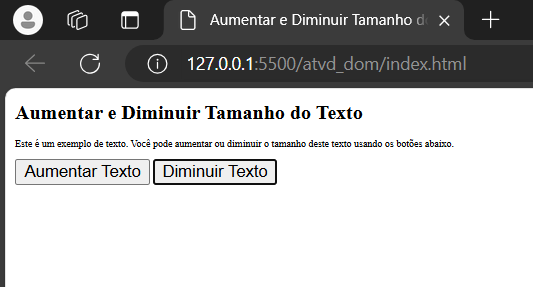 Aumentar e Diminuir Tamanho d
127.0.0.1:5500/atvd_dom/index.html
Aumentar e Diminuir Tamanho do Texto
Este é um exemplo de texto. Você pode aumentar ou diminuir o tamanho deste texto usando os botões abaixo.
Aumentar Texto Diminuir Texto